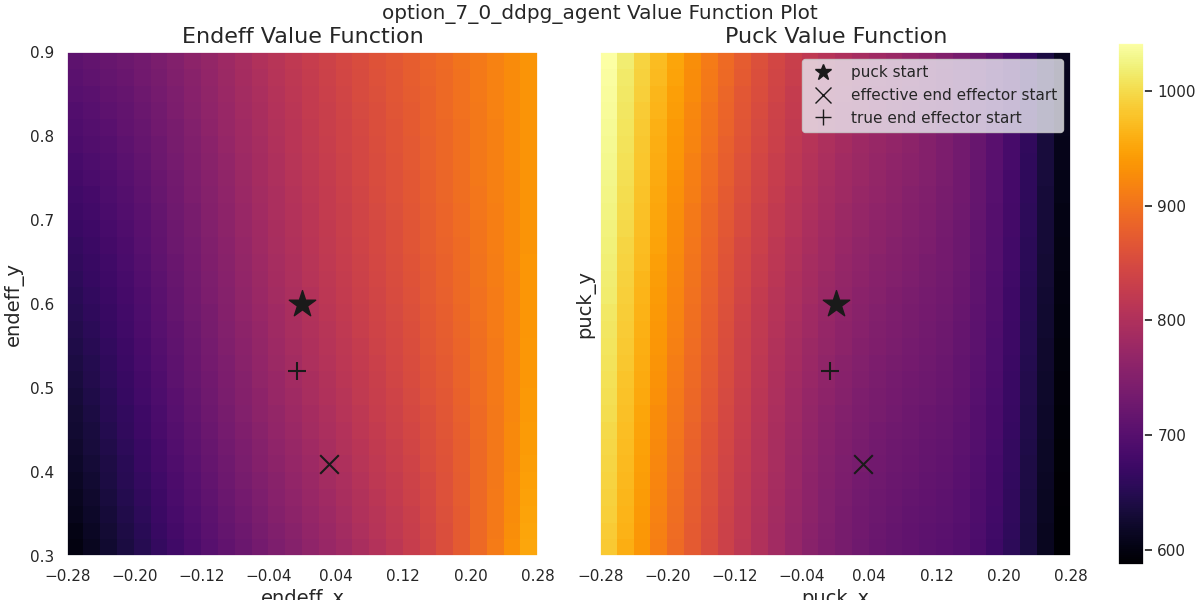 option_7_0_ddpg_agent Value Function Plot
Endeff Value Function
Puck Value Function
0.9
0.8
0.7
0.6
0.5
0.4
0.3
endeff_y
−0.28 −0.20 −0.12 −0.04 0.04 0.12 0.20 0.28
endeff_x
puck_y
puck start
effective end effector start
true end effector start
−0.28 −0.20 −0.12 −0.04 0.04 0.12 0.20 0.28
puck_x
1000
900
800
700
600